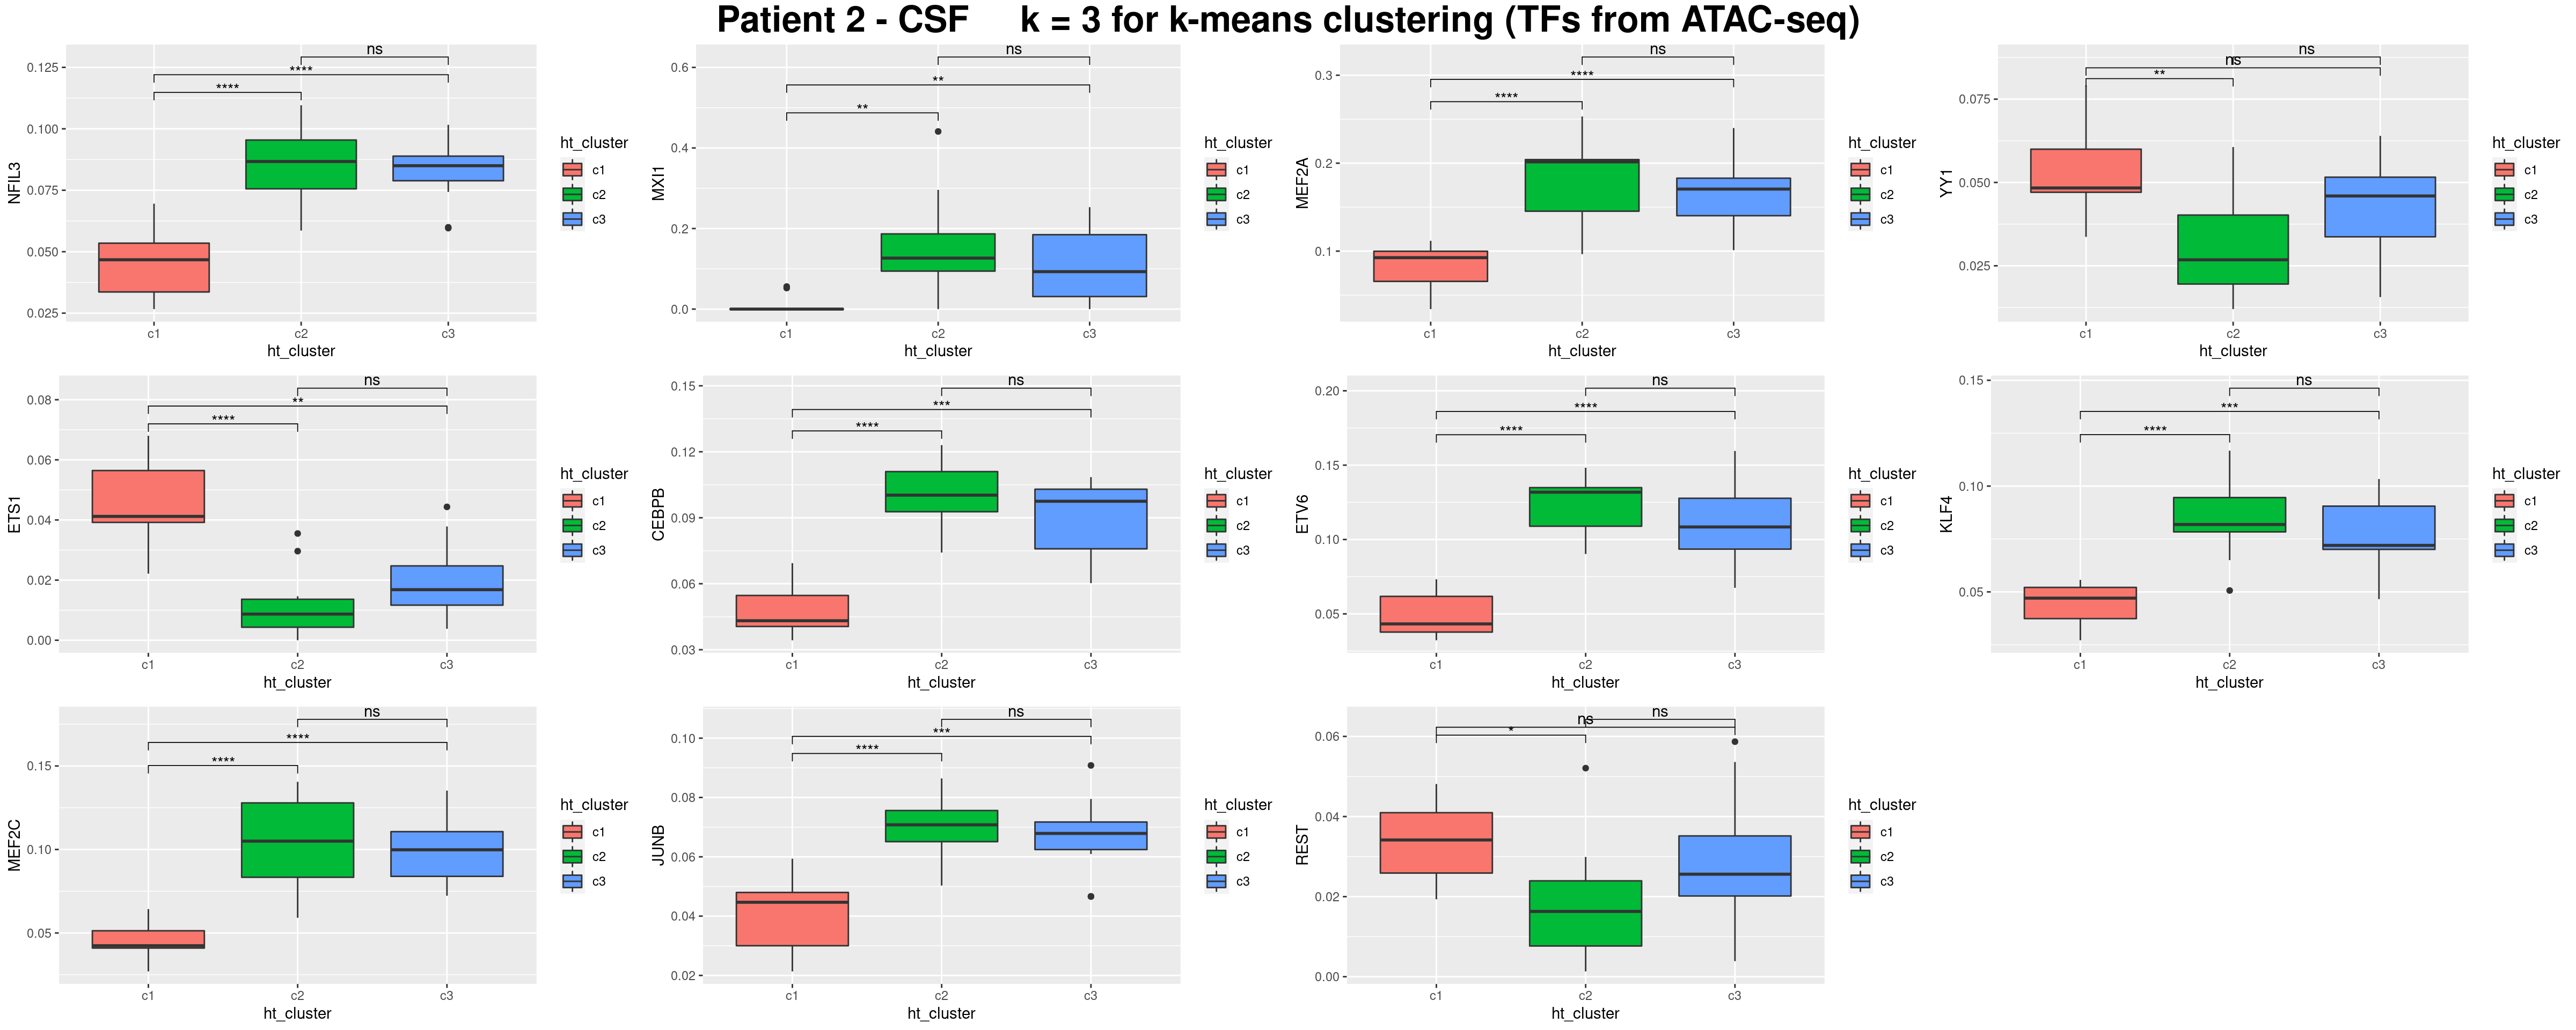 Patient 2 - CSF k = 3 for k-means clustering (TFs from ATAC-seq)
NFIL3
0.125
0.100
0.075
0.050
0.025
ns
****
****
c1 c2 c3
ht_cluster
ht_cluster
c1
c2
c3
MXI1
0.6
0.4
0.2
0.0
ns
**
**
c1 c2 c3
ht_cluster
ht_cluster
c1
c2
c3
MEF2A
0.3
0.2
0.1
ns
****
****
c1 c2 c3
ht_cluster
ht_cluster
c1
c2
c3
YY1
0.075
0.050
0.025
ns
ns
**
c1 c2 c3
ht_cluster
ht_cluster
c1
c2
c3
ETS1
0.08
0.06
0.04
0.02
0.00
ns
**
****
c1 c2 c3
ht_cluster
ht_cluster
c1
c2
c3
CEBPB
0.15
0.12
0.09
0.06
0.03
ns
***
****
c1 c2 c3
ht_cluster
ht_cluster
c1
c2
c3
ETV6
0.20
0.15
0.10
0.05
ns
****
****
c1 c2 c3
ht_cluster
ht_cluster
c1
c2
c3
KLF4
0.15
0.10
0.05
ns
***
****
c1 c2 c3
ht_cluster
ht_cluster
c1
c2
c3
MEF2C
0.15
0.10
0.05
ns
****
****
c1 c2 c3
ht_cluster
ht_cluster
c1
c2
c3
JUNB
0.10
0.08
0.06
0.04
0.02
ns
***
****
c1 c2 c3
ht_cluster
ht_cluster
c1
c2
c3
REST
0.06
0.04
0.02
0.00
ns
ns
*
c1 c2 c3
ht_cluster
ht_cluster
c1
c2
c3